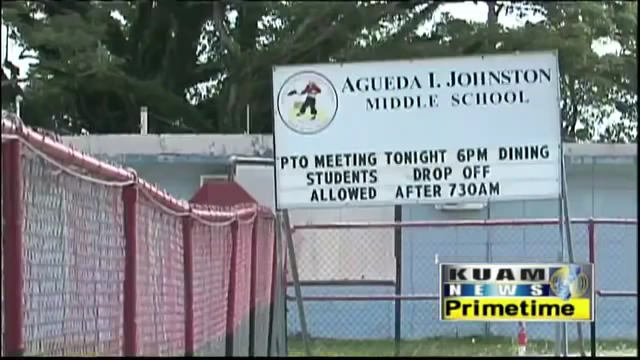 AGUEDA I. JOHNSTON
MIDDLE SCHOOL
PTO MEETING TONIGHT 6PM DINING
STUDENTS DROP OFF
ALLOWED AFTER 730AM
KUAM
NEWS
Primetime